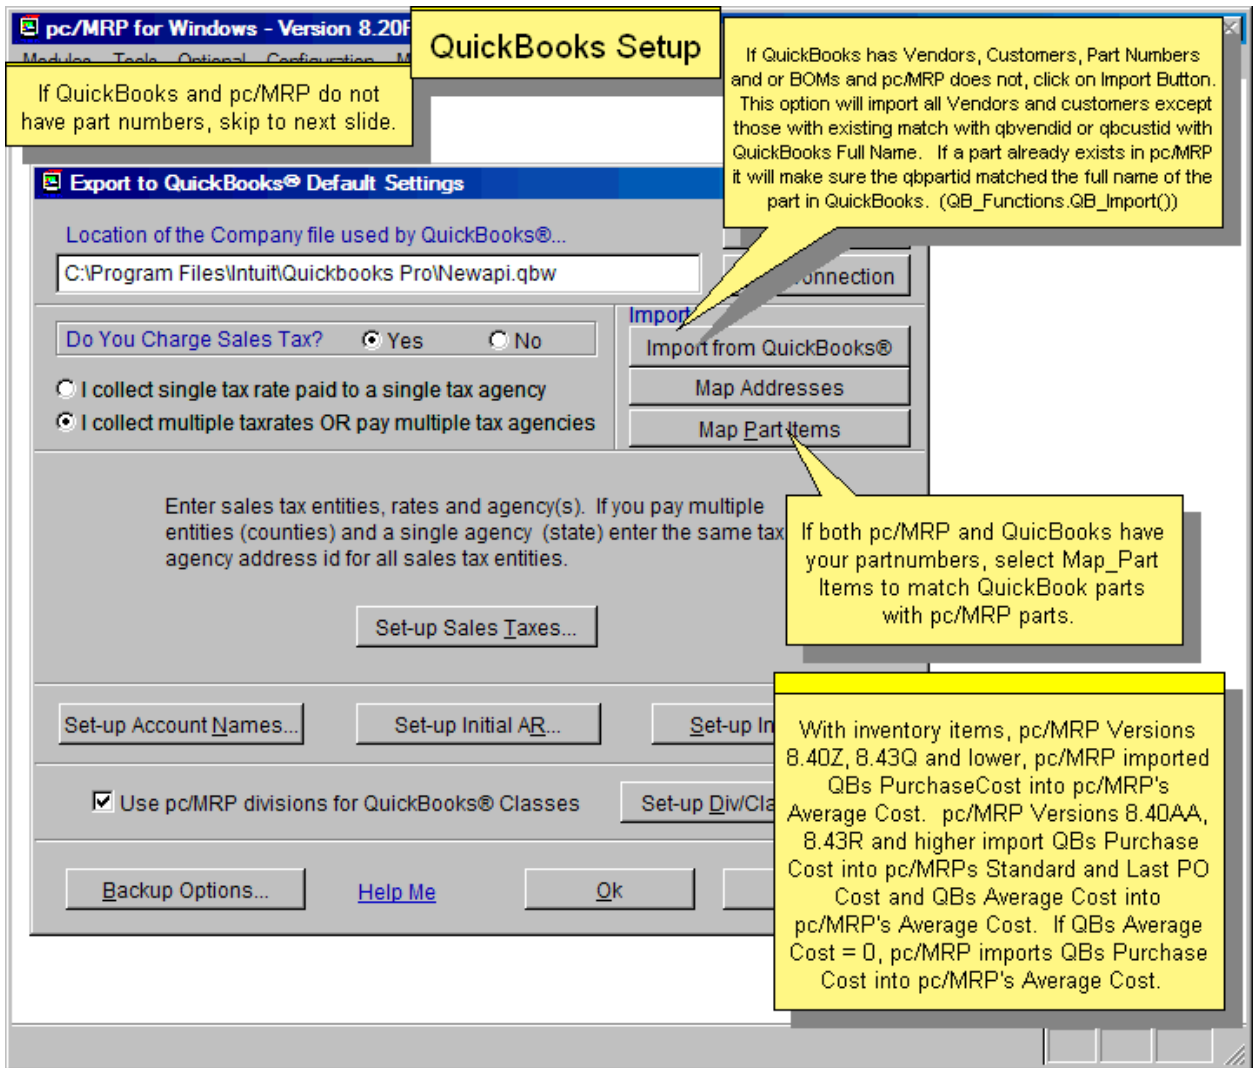 pc/MRP for Windows - Version 8.20
QuickBooks Setup
Modules Tools Optional Configuration
If QuickBooks and pc/MRP do not
have part numbers, skip to next slide.
If QuickBooks has Vendors, Customers, Part Numbers
and or BOMs and pc/MRP does not, click on Import Button.
This option will import all Vendors and customers except
those with existing match with qbvendid or qbcustid with
QuickBooks Full Name. If a part already exists in pc/MRP
it will make sure the qbpartid matched the full name of the
part in QuickBooks. (QB_Functions.QB_Import())
Export to QuickBooks® Default Settings
Location of the Company file used by QuickBooks®...
C:\Program Files\Intuit\Quickbooks Pro\Newapi.qbw
onnection
Do You Charge Sales Tax? Yes No
I collect single tax rate paid to a single tax agency
I collect multiple taxrates OR pay multiple tax agencies
Import
Import from QuickBooks®
Map Addresses
Map Part Items
Enter sales tax entities, rates and agency(s). If you pay multiple
entities (counties) and a single agency (state) enter the same tax
agency address id for all sales tax entities.
If both pc/MRP and QuicBooks have
your partnumbers, select Map_Part
Items to match QuickBook parts
with pc/MRP parts.
Set-up Sales Taxes...
Set-up Account Names... Set-up Initial AR... Set-up In
Use pc/MRP divisions for QuickBooks® Classes Set-up Div/Cla
Backup Options... Help Me Ok
With inventory items, pc/MRP Versions
8.40Z, 8.43Q and lower, pc/MRP imported
QBs PurchaseCost into pc/MRP's
Average Cost. pc/MRP Versions 8.40AA,
8.43R and higher import QBs Purchase
Cost into pc/MRPs Standard and Last PO
Cost and QBs Average Cost into
pc/MRP's Average Cost. If QBs Average
Cost = 0, pc/MRP imports QBs Purchase
Cost into pc/MRP's Average Cost.